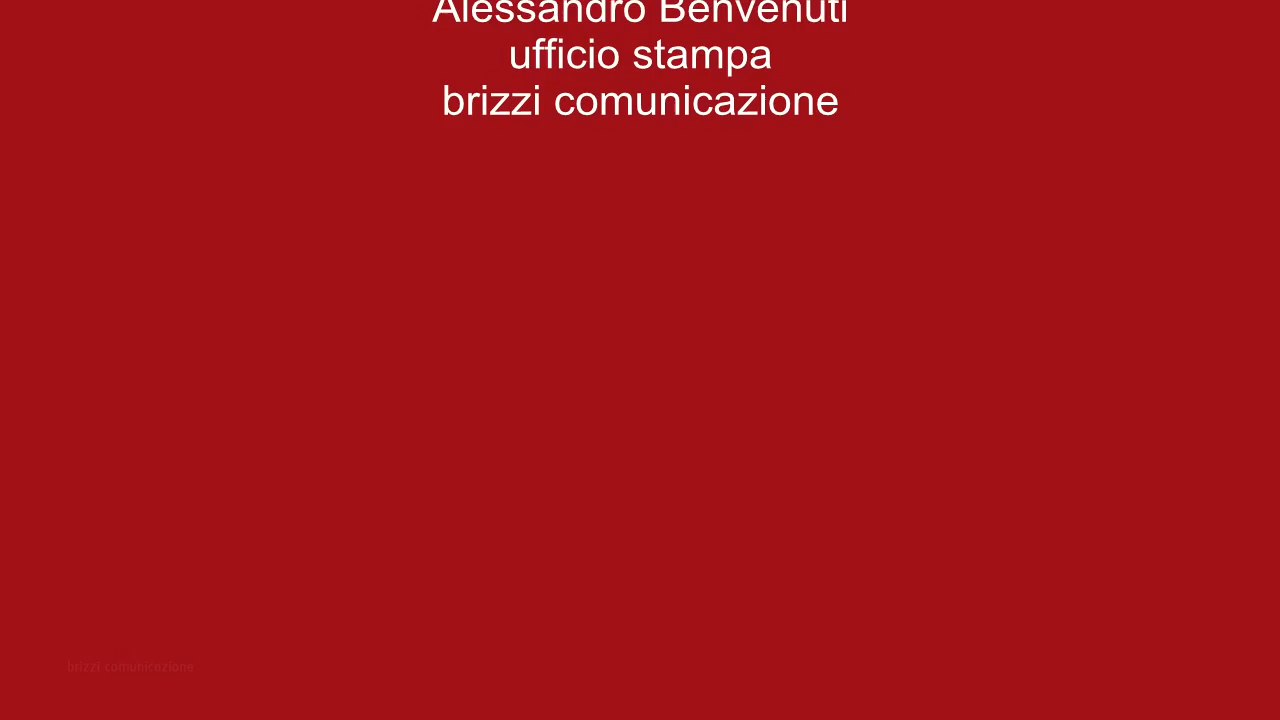 Alessandro Benvenuti
ufficio stampa
brizzi comunicazione
brizzi comunicazione